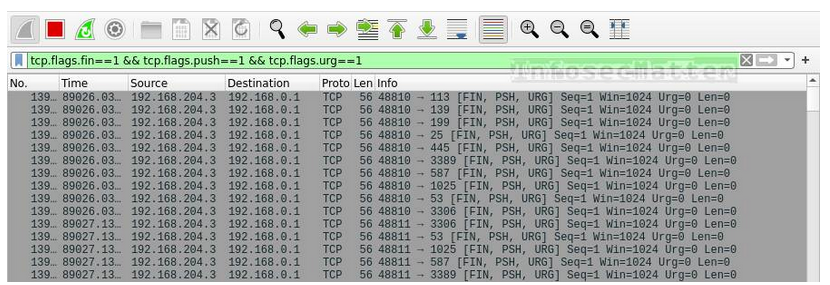 tcp.flags.fin==1 && tcp.flags.push==1 && tcp.flags.urg==1
InfosecMatter
No. Time Source Destination Proto Len Info
139… 89026.03… 192.168.204.3 192.168.0.1 TCP 56 48810 → 113 [FIN, PSH, URG] Seq=1 Win=1024 Urg=0 Len=0
139… 89026.03… 192.168.204.3 192.168.0.1 TCP 56 48810 → 139 [FIN, PSH, URG] Seq=1 Win=1024 Urg=0 Len=0
139… 89026.03… 192.168.204.3 192.168.0.1 TCP 56 48810 → 199 [FIN, PSH, URG] Seq=1 Win=1024 Urg=0 Len=0
139… 89026.03… 192.168.204.3 192.168.0.1 TCP 56 48810 → 25 [FIN, PSH, URG] Seq=1 Win=1024 Urg=0 Len=0
139… 89026.03… 192.168.204.3 192.168.0.1 TCP 56 48810 → 445 [FIN, PSH, URG] Seq=1 Win=1024 Urg=0 Len=0
139… 89026.03… 192.168.204.3 192.168.0.1 TCP 56 48810 → 3389 [FIN, PSH, URG] Seq=1 Win=1024 Urg=0 Len=0
139… 89026.03… 192.168.204.3 192.168.0.1 TCP 56 48810 → 587 [FIN, PSH, URG] Seq=1 Win=1024 Urg=0 Len=0
139… 89026.03… 192.168.204.3 192.168.0.1 TCP 56 48810 → 1025 [FIN, PSH, URG] Seq=1 Win=1024 Urg=0 Len=0
139… 89026.03… 192.168.204.3 192.168.0.1 TCP 56 48810 → 53 [FIN, PSH, URG] Seq=1 Win=1024 Urg=0 Len=0
139… 89026.03… 192.168.204.3 192.168.0.1 TCP 56 48810 → 3306 [FIN, PSH, URG] Seq=1 Win=1024 Urg=0 Len=0
139… 89027.13… 192.168.204.3 192.168.0.1 TCP 56 48811 → 3306 [FIN, PSH, URG] Seq=1 Win=1024 Urg=0 Len=0
139… 89027.13… 192.168.204.3 192.168.0.1 TCP 56 48811 → 53 [FIN, PSH, URG] Seq=1 Win=1024 Urg=0 Len=0
139… 89027.13… 192.168.204.3 192.168.0.1 TCP 56 48811 → 1025 [FIN, PSH, URG] Seq=1 Win=1024 Urg=0 Len=0
139… 89027.13… 192.168.204.3 192.168.0.1 TCP 56 48811 → 587 [FIN, PSH, URG] Seq=1 Win=1024 Urg=0 Len=0
139… 89027.13… 192.168.204.3 192.168.0.1 TCP 56 48811 → 3389 [FIN, PSH, URG] Seq=1 Win=1024 Urg=0 Len=0